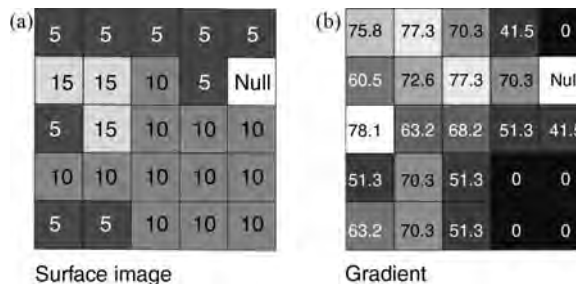 (a)
5 5 5 5 5
15 15 10 5 Null
5 15 10 10 10
10 10 10 10 10
5 5 10 10 10
Surface image
(b)
75.8 77.3 70.3 41.5 0
60.5 72.6 77.3 70.3 Nul
78.1 63.2 68.2 51.3 41.5
51.3 70.3 51.3 0 0
63.2 70.3 51.3 0 0
Gradient